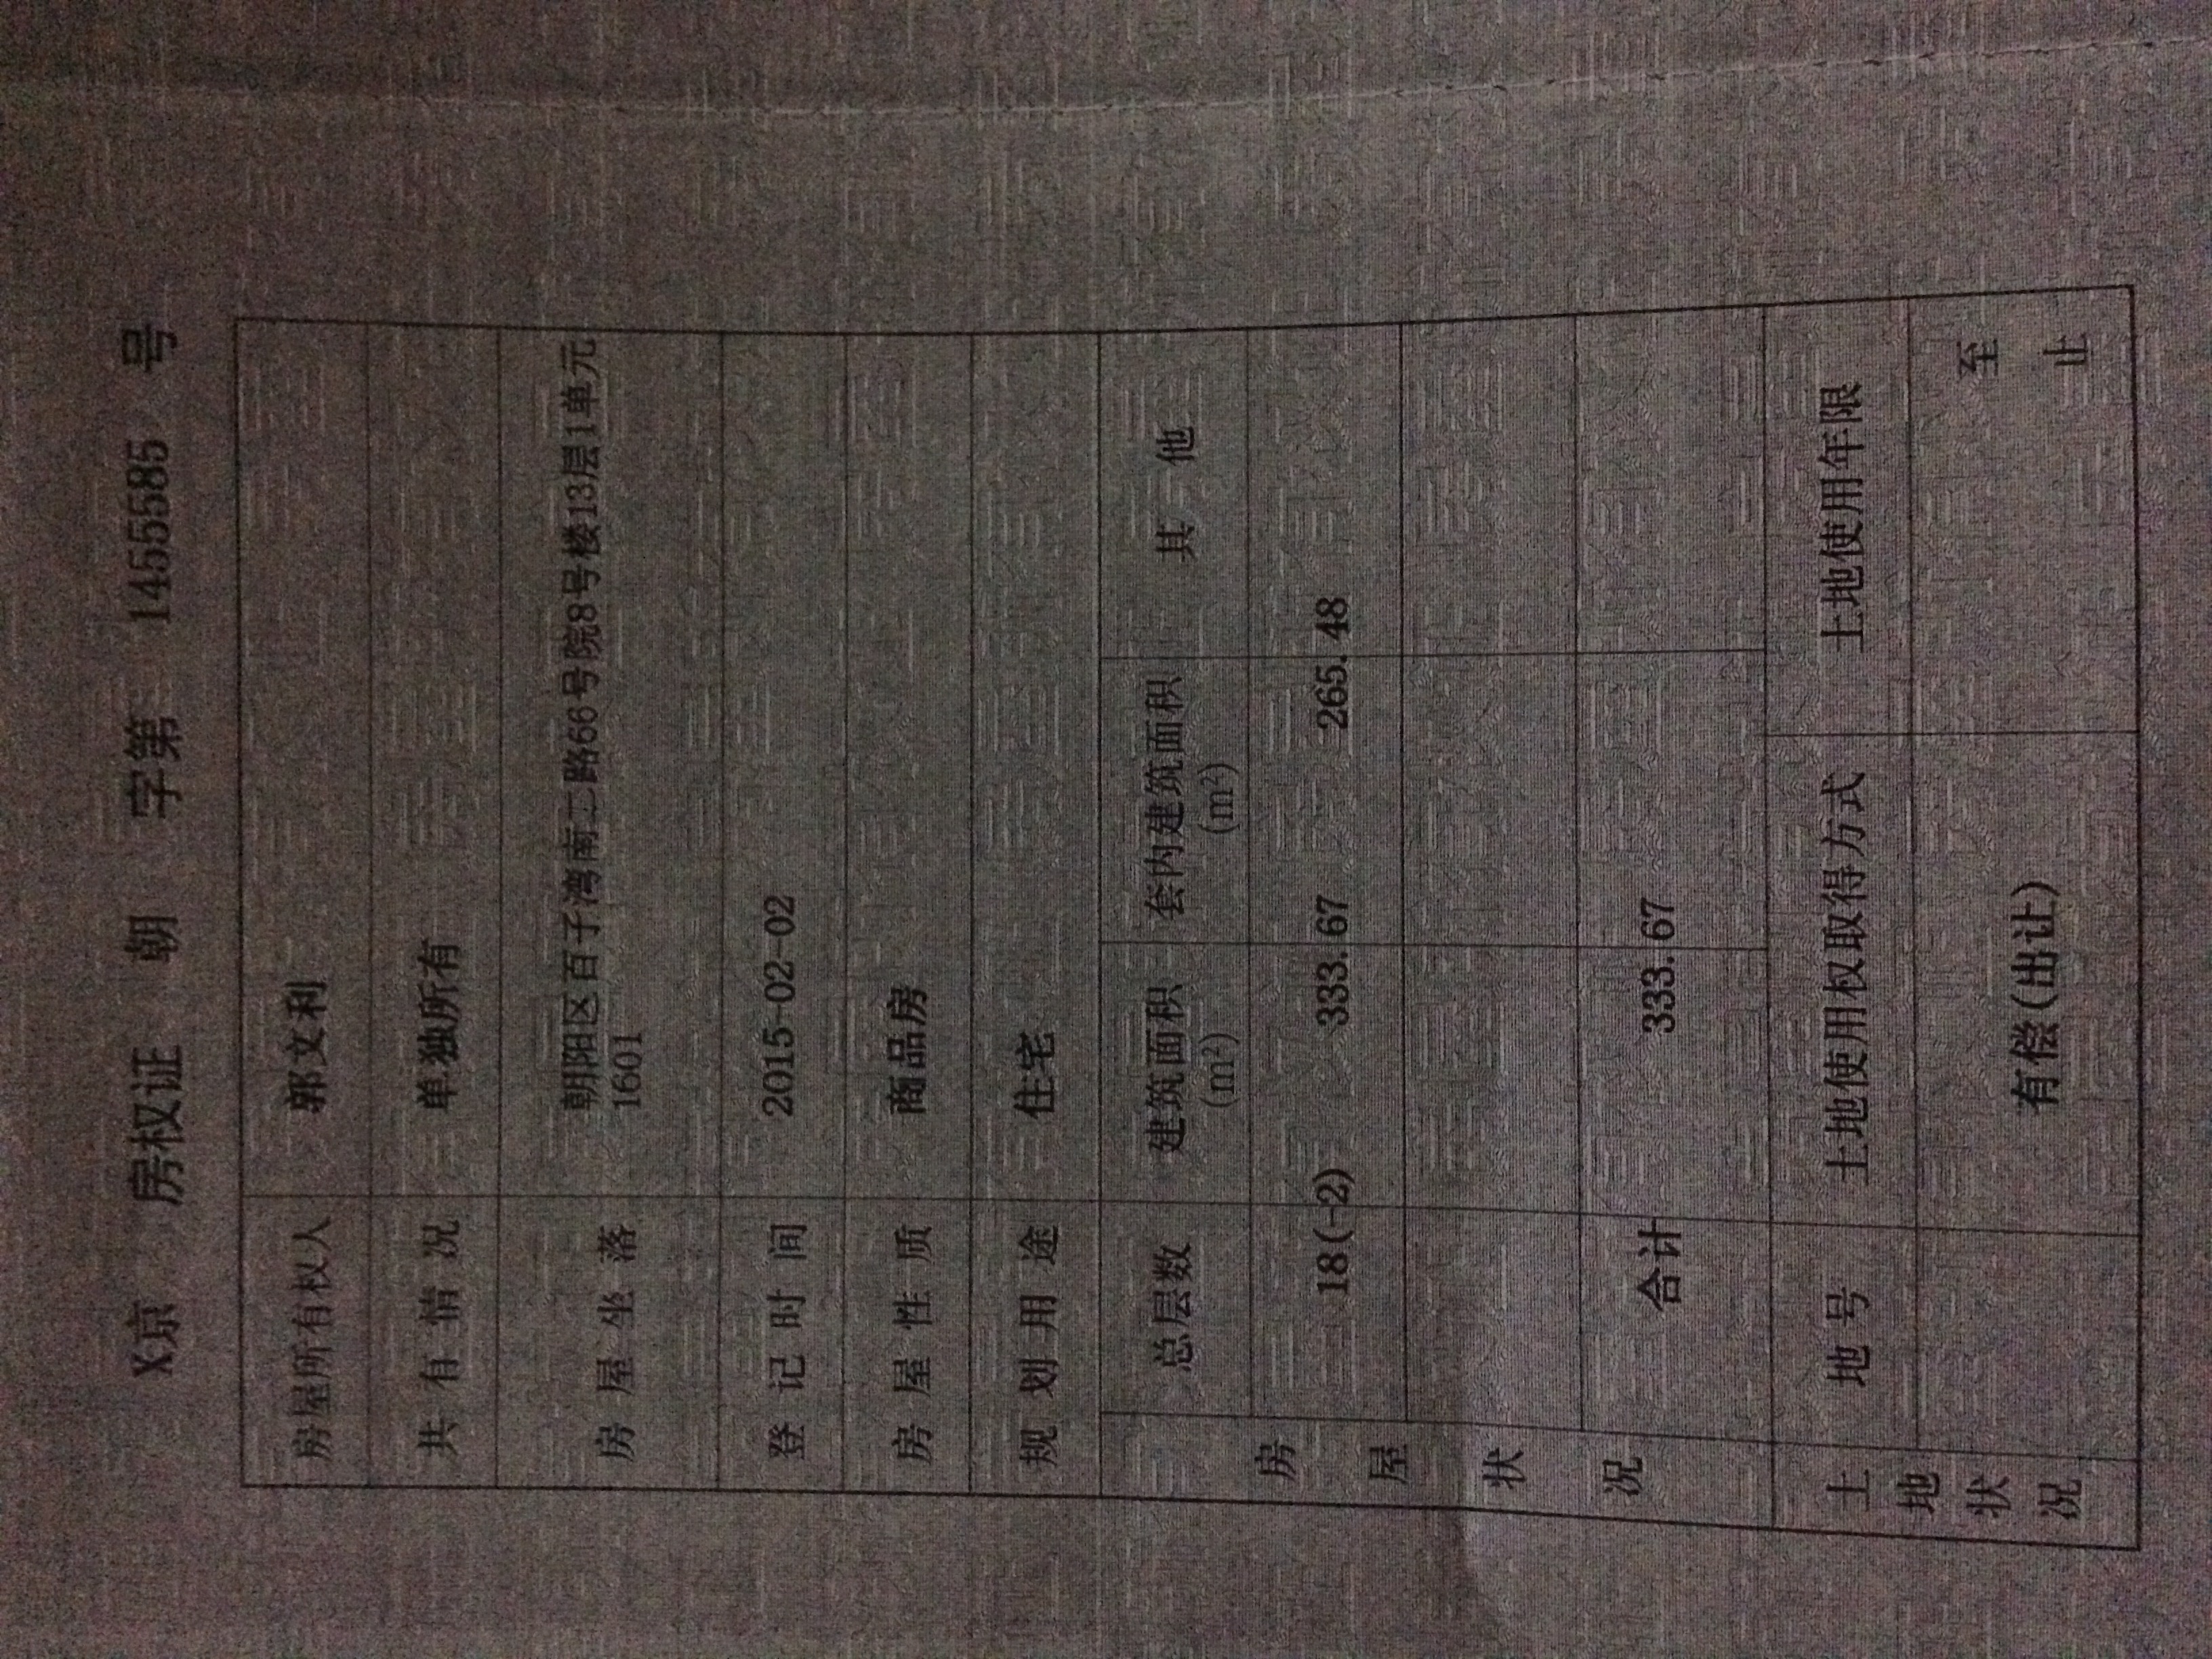 X京 房权证 朝 字第 1455585 号
房屋所有权人 郭文利
共有情况 单独所有
房屋坐落 朝阳区百子湾南二路66号院8号楼13层1单元
1601
登记时间 2015-02-02
房屋性质 商品房
规划用途 住宅
房屋状况
总层数 建筑面积 套内建筑面积 其他
(m²) (m²)
18(-2) 333.67 265.48
合计 333.67
土地状况
地号 土地使用权取得方式 土地使用年限
有偿(出让) 至
止